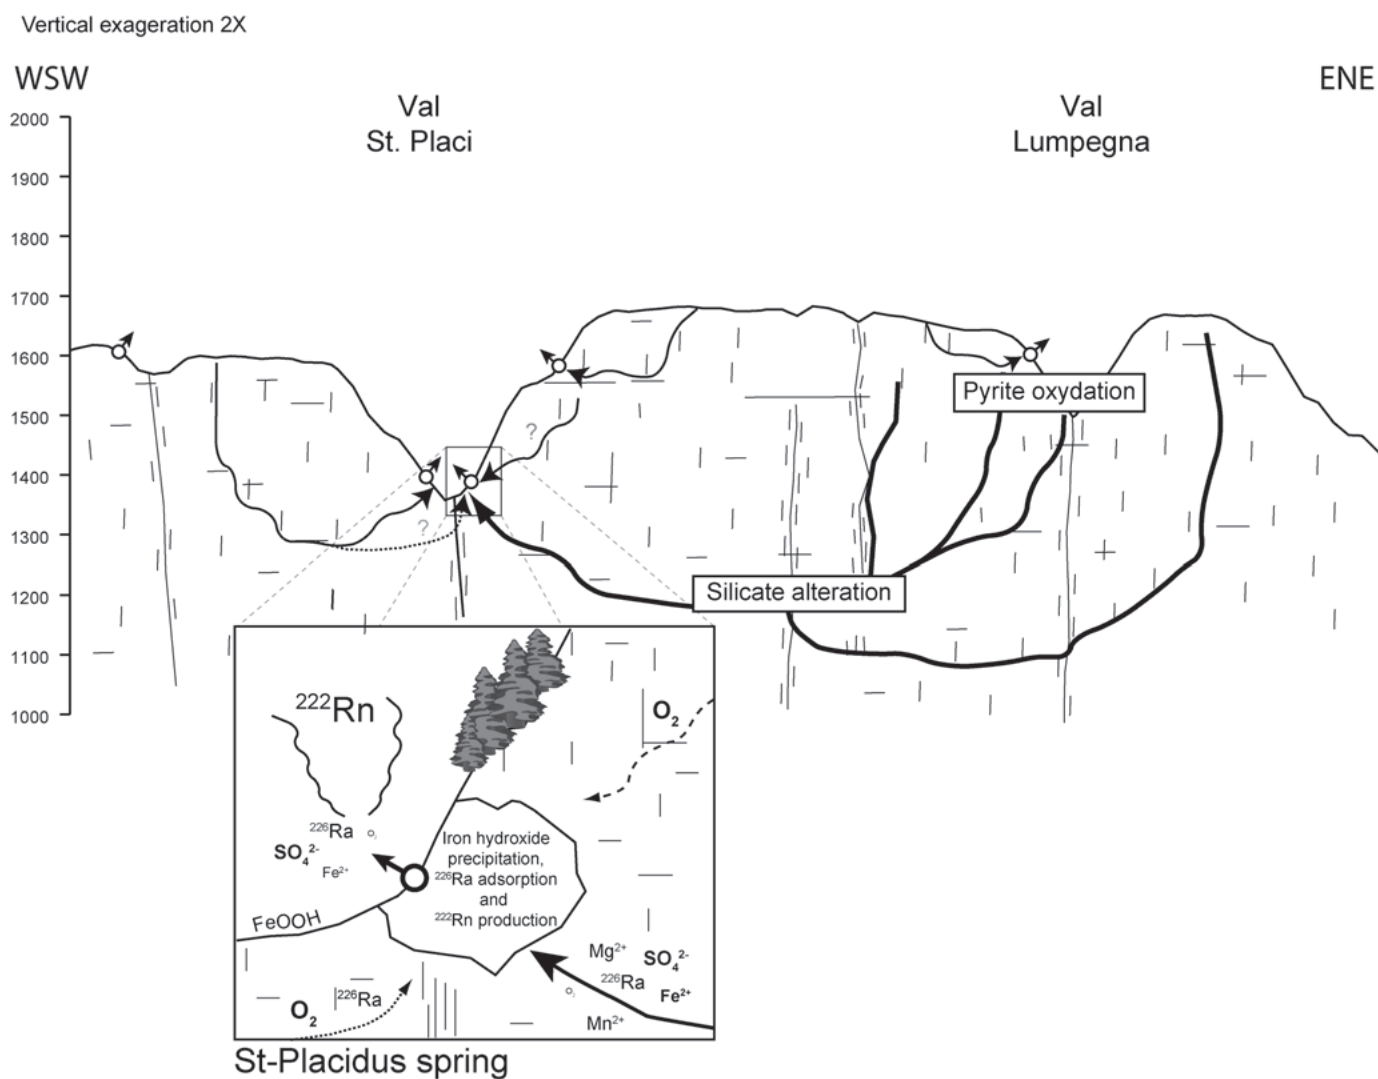 Vertical exageration 2X
WSW
ENE
Val
St. Placi
Val
Lumpegna
2000
1900
1800
1700
1600
1500
1400
1300
1200
1100
1000
Pyrite oxydation
?
?
Silicate alteration
²²²Rn
O₂
²²⁶Ra O₂
SO₄²⁻
Fe²⁺
FeOOH
Iron hydroxide
precipitation,
²²⁶Ra adsorption
and
²²²Rn production
Mg²⁺ SO₄²⁻
²²⁶Ra
O₂ Fe²⁺
Mn²⁺
²²⁶Ra
O₂
St-Placidus spring